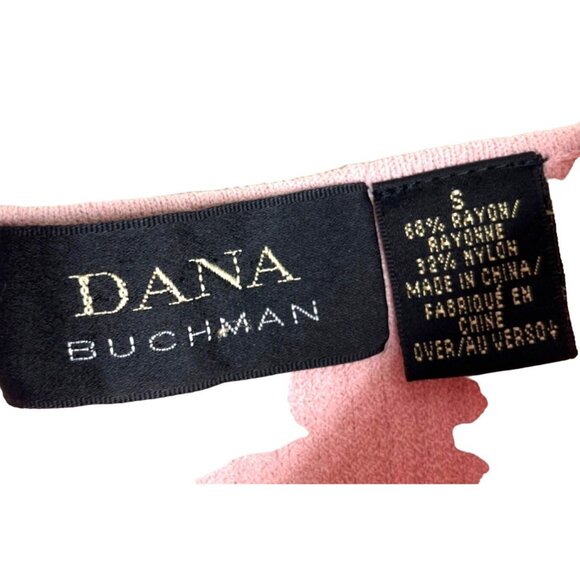 DANA
BUCHMAN
S
68% RAYON/
RAYONNE
32% NYLON
MADE IN CHINA/
FABRIQUÉ EN
CHINE
OVER/AU VERSO↓